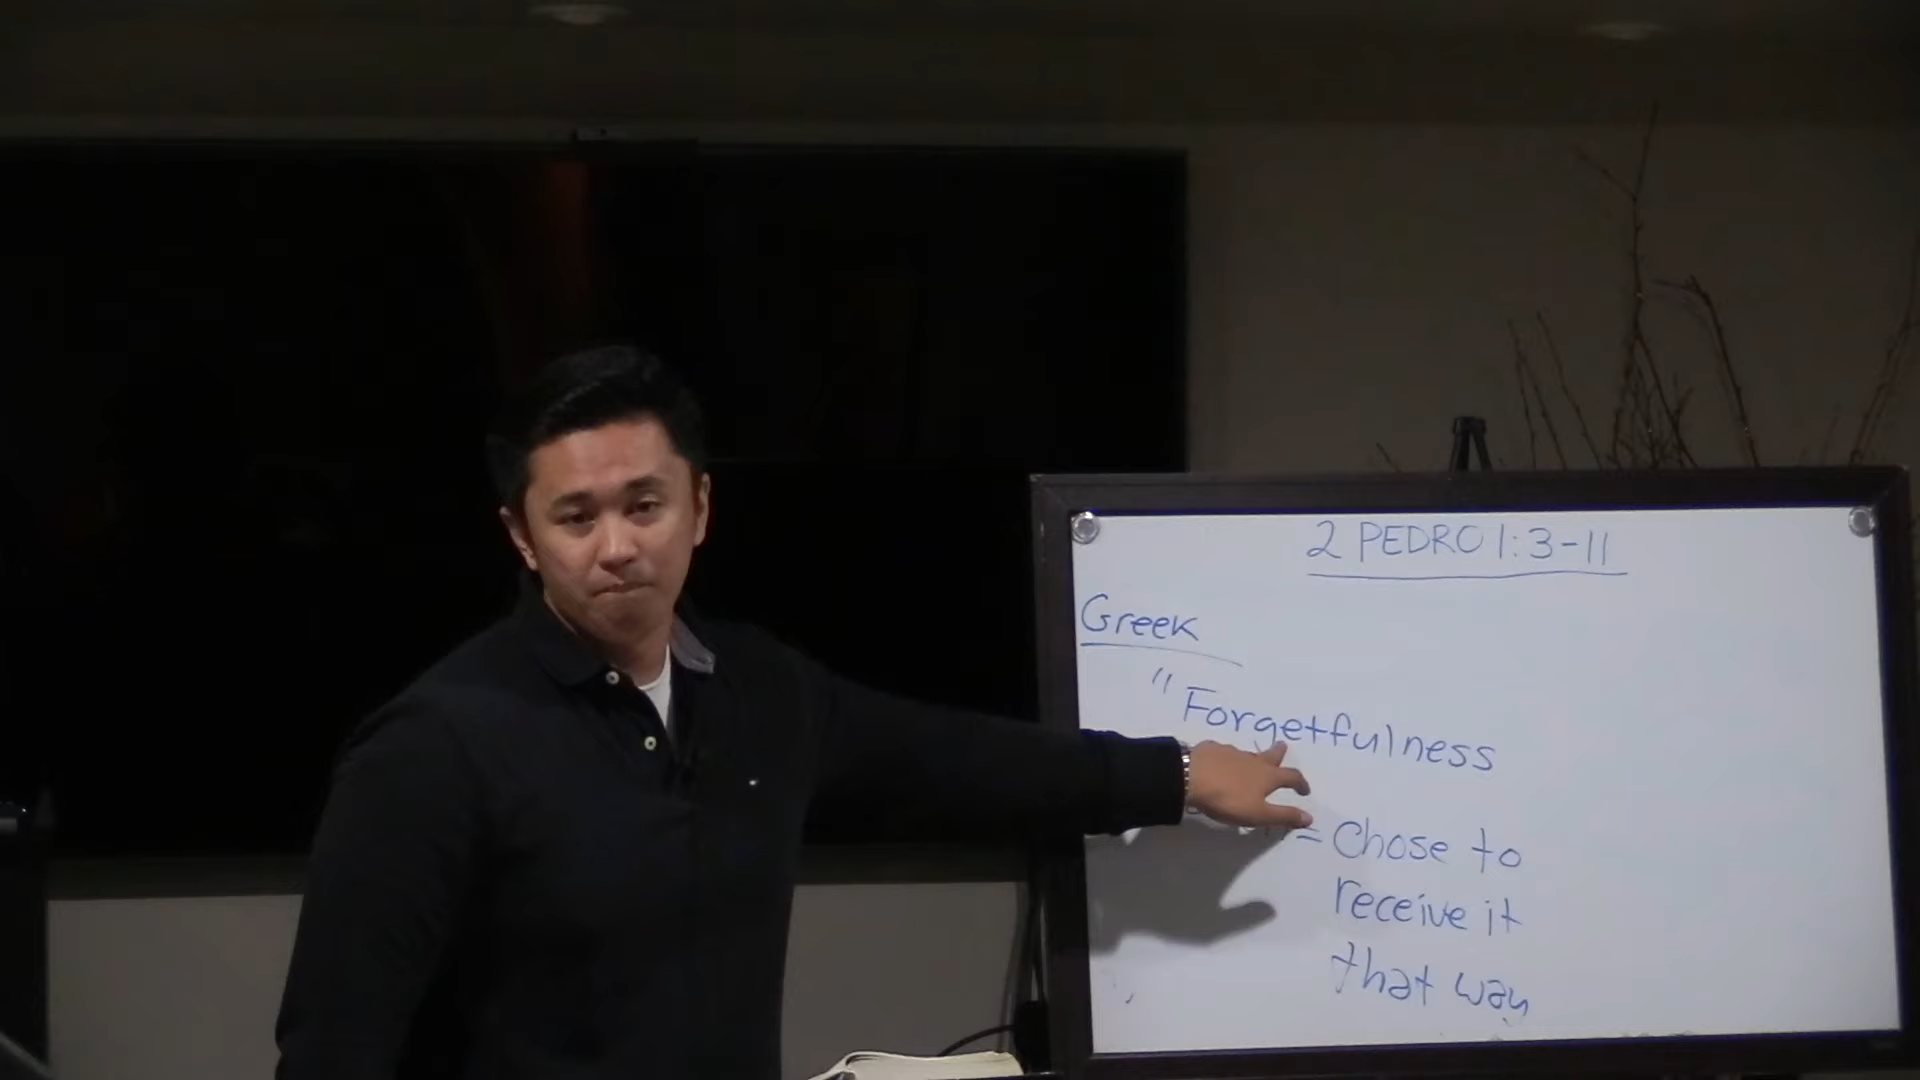 2 PEDRO 1:3-11
Greek
"Forgetfulness
= Chose to
receive it
that way